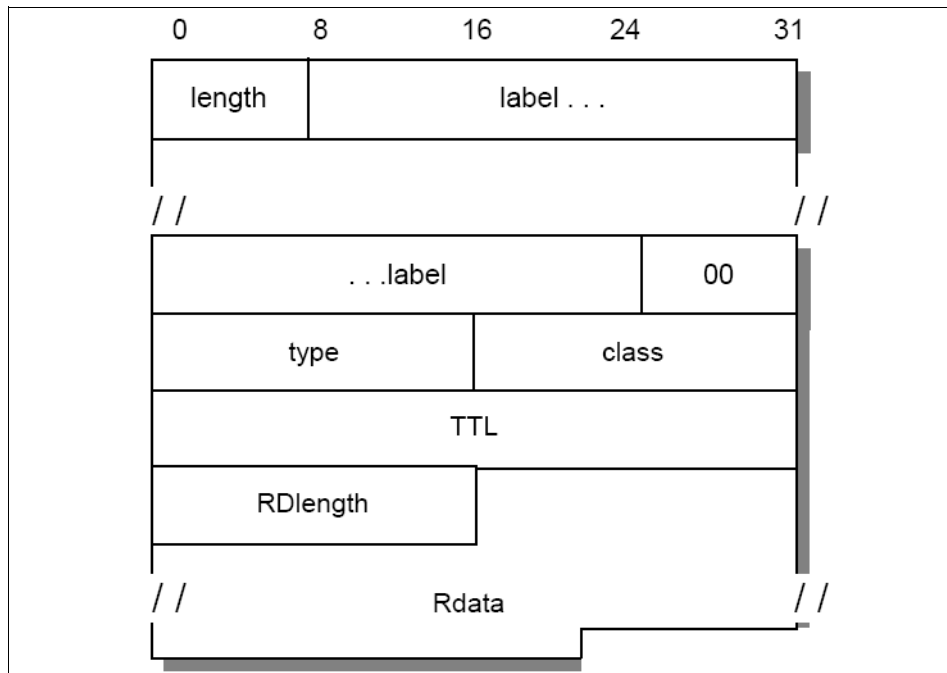 0 8 16 24 31
length label . . .
/ / / /
. . .label 00
type class
TTL
RDlength
/ / Rdata / /